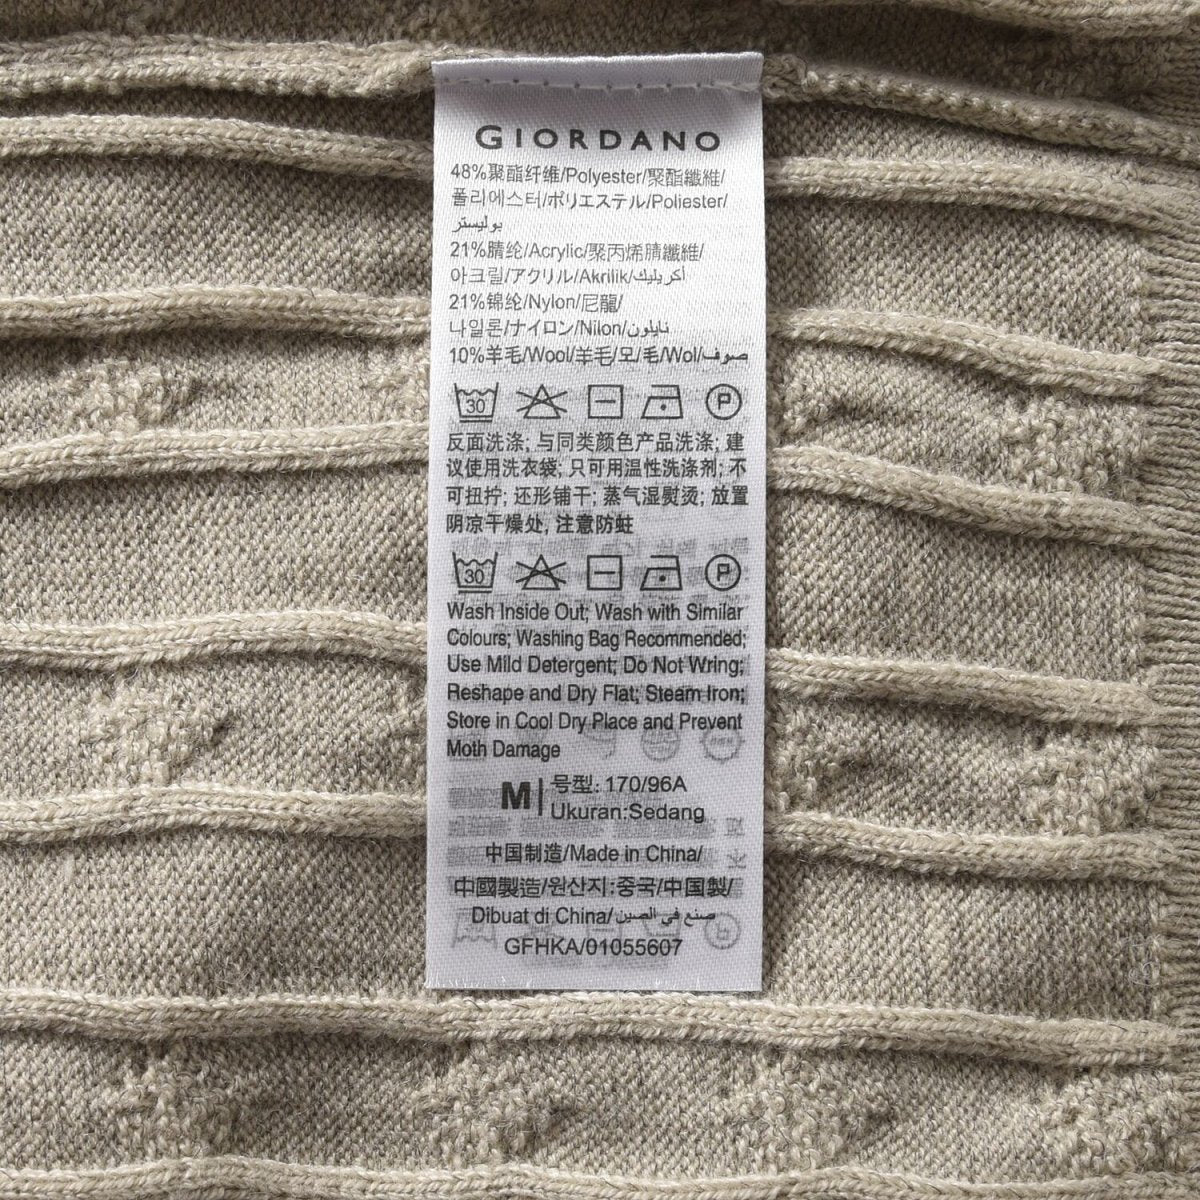 GIORDANO
48%聚酯纤维/Polyester/聚酯纖維/
폴리에스터/ポリエステル/Poliester/
بوليستر
21%腈纶/Acrylic/聚丙烯腈纖維/
아크릴/アクリル/Akrilik/أكريليك
21%锦纶/Nylon/尼龍/
나일론/ナイロン/Nilon/نايلون
10%羊毛/Wool/羊毛/모/毛/Wol/صوف
30 P
反面洗涤; 与同类颜色产品洗涤; 建
议使用洗衣袋; 只可用温性洗涤剂; 不
可扭拧; 还形铺干; 蒸气湿熨烫; 放置
阴凉干燥处, 注意防蛀
30 P
Wash Inside Out; Wash with Similar
Colours; Washing Bag Recommended;
Use Mild Detergent; Do Not Wring;
Reshape and Dry Flat; Steam Iron;
Store in Cool Dry Place and Prevent
Moth Damage
M 号型: 170/96A
Ukuran:Sedang
中国制造/Made in China/
中國製造/원산지:중국/中国製/
Dibuat di China/صنع في الصين
GFHKA/01055607